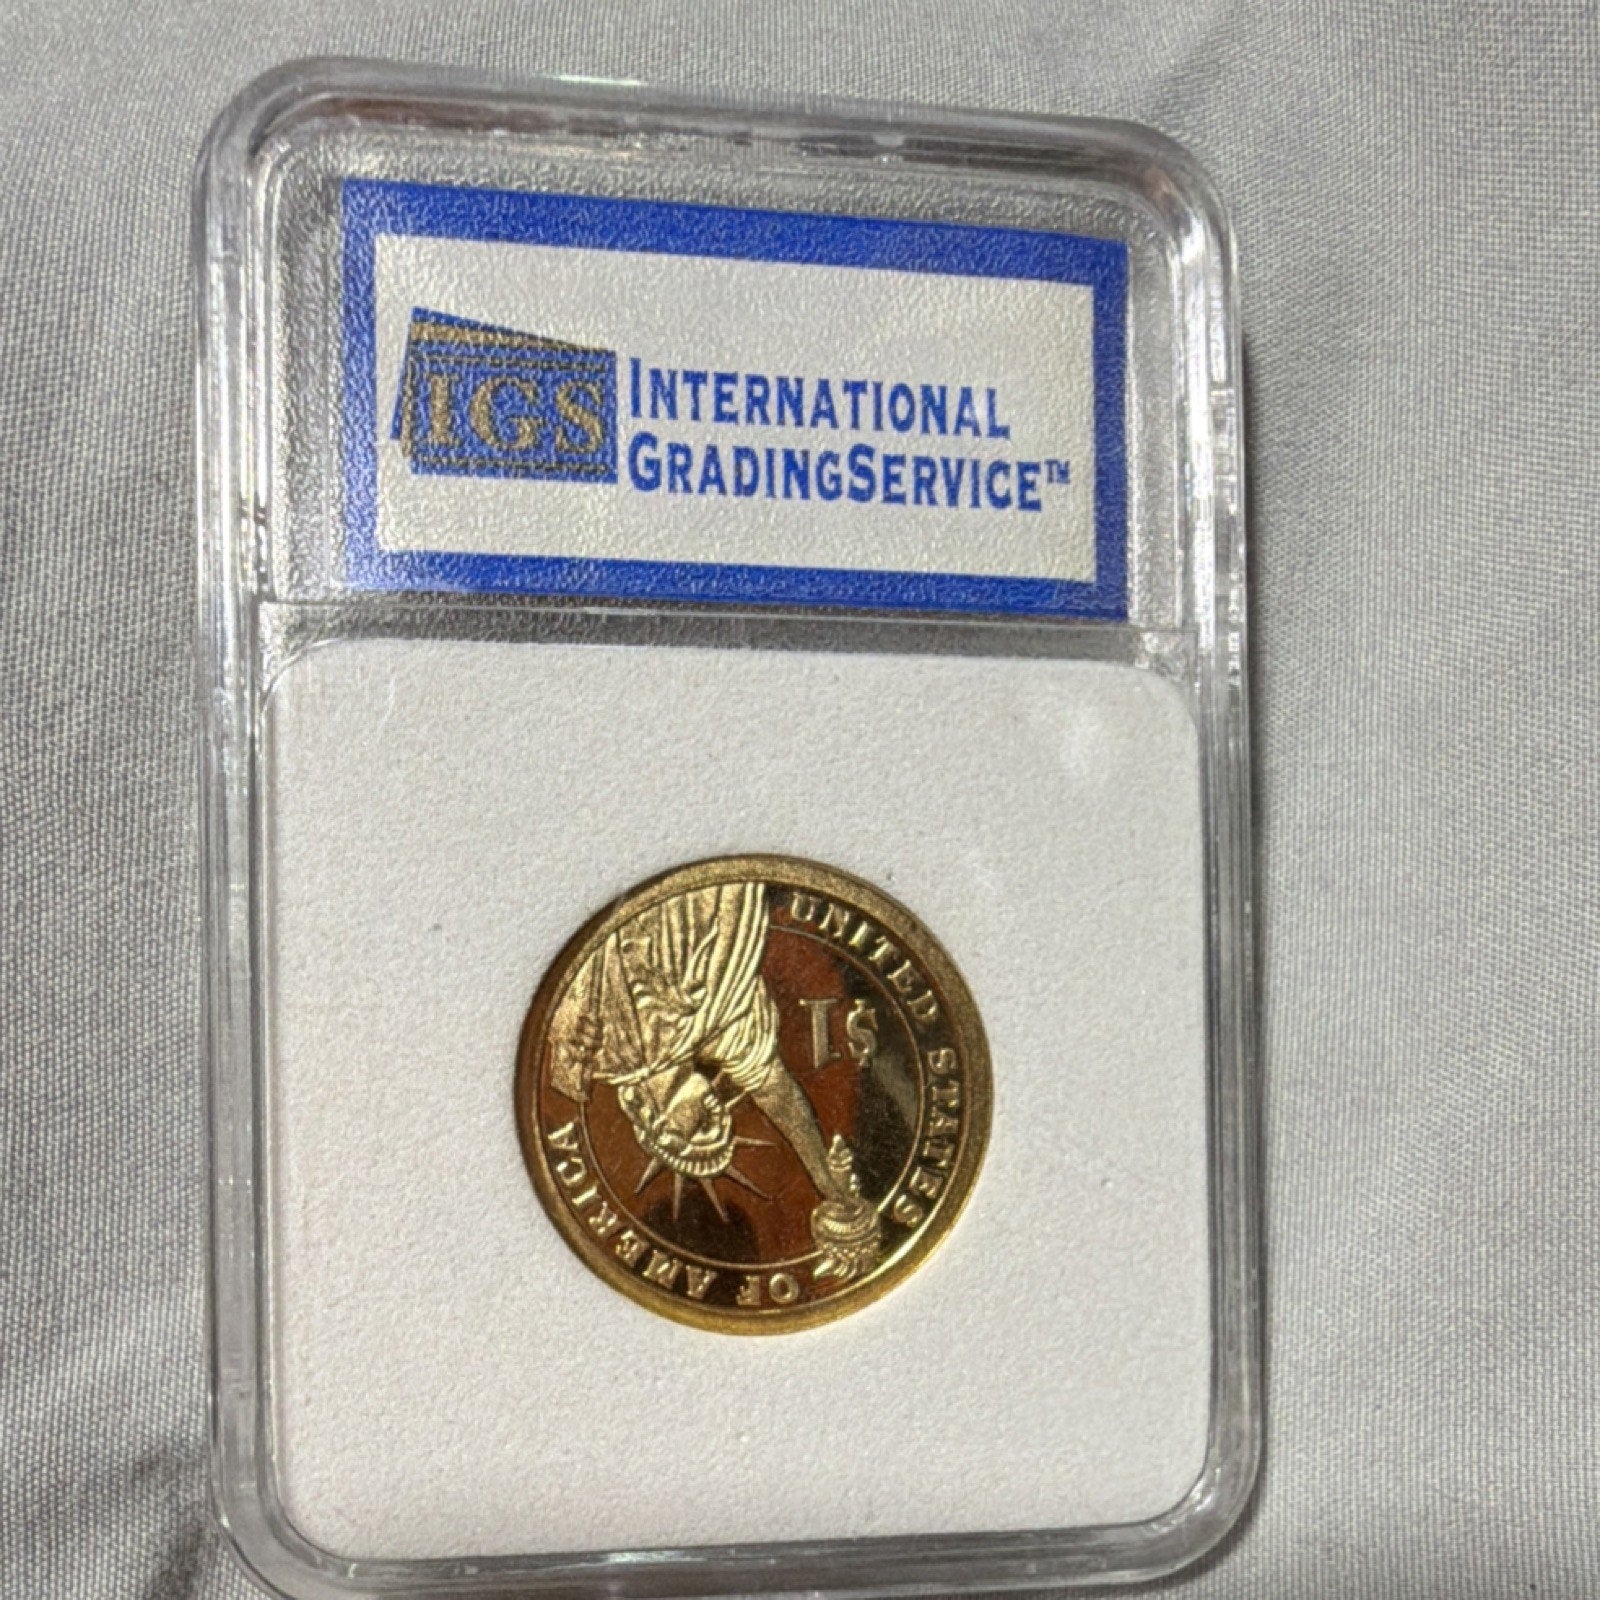 IGS
INTERNATIONAL
GRADINGSERVICE™
UNITED STATES OF AMERICA
$1